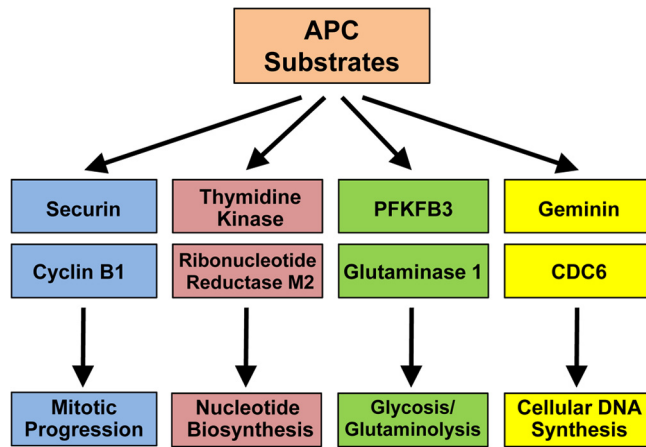 APC
Substrates
Securin
Thymidine
Kinase
PFKFB3
Geminin
Cyclin B1
Ribonucleotide
Reductase M2
Glutaminase 1
CDC6
Mitotic
Progression
Nucleotide
Biosynthesis
Glycosis/
Glutaminolysis
Cellular DNA
Synthesis